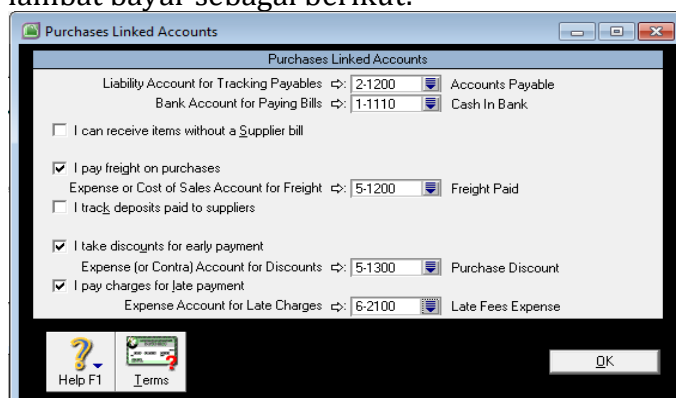 lambat bayar sebagai berikut:
Purchases Linked Accounts
Purchases Linked Accounts
Liability Account for Tracking Payables ⇨: 2-1200 Accounts Payable
Bank Account for Paying Bills ⇨: 1-1110 Cash In Bank
I can receive items without a Supplier bill
I pay freight on purchases
Expense or Cost of Sales Account for Freight ⇨: 5-1200 Freight Paid
I track deposits paid to suppliers
I take discounts for early payment
Expense (or Contra) Account for Discounts ⇨: 5-1300 Purchase Discount
I pay charges for late payment
Expense Account for Late Charges ⇨: 6-2100 Late Fees Expense
Help F1 Terms OK